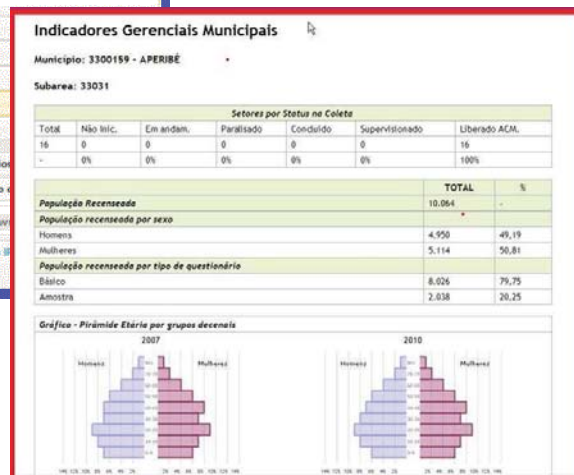 Indicadores Gerenciais Municipais
Município: 3300159 - APERIBÉ
Subarea: 33031
Setores por Status na Coleta
Total Não Inic. Em andam. Paralisado Concluído Supervisionado Liberado ACM.
16 0 0 0 0 0 16
- 0% 0% 0% 0% 0% 100%
TOTAL %
População Recenseada 10.064 -
População recenseada por sexo
Homens 4.950 49,19
Mulheres 5.114 50,81
População recenseada por tipo de questionário
Básico 8.026 79,75
Amostra 2.038 20,25
Gráfico - Pirâmide Etária por grupos decenais
2007 2010
Homens Mulheres Homens Mulheres